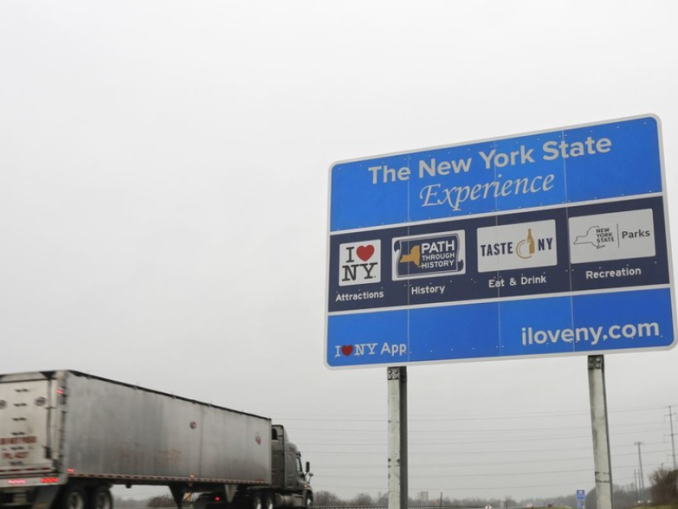 The New York State
Experience
I ❤ NY
PATH
THROUGH
HISTORY
TASTE NY
NEW
YORK
STATE
Parks
Attractions
History
Eat & Drink
Recreation
I ❤ NY App
iloveny.com